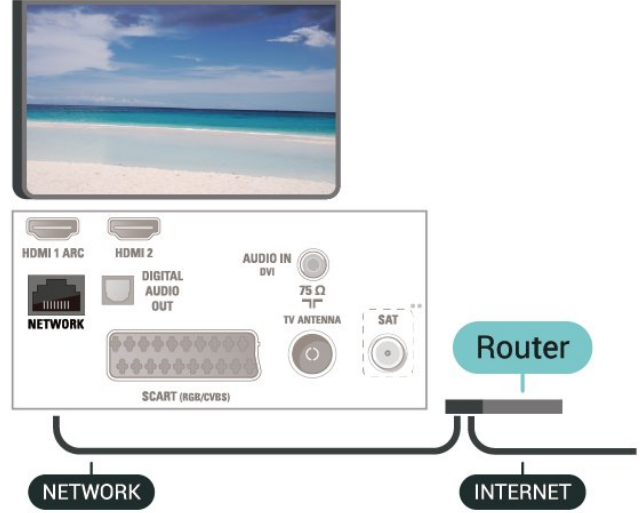 HDMI 1 ARC
HDMI 2
NETWORK
DIGITAL
AUDIO
OUT
AUDIO IN
DVI
75 Ω
TV ANTENNA
SAT
SCART (RGB/CVBS)
Router
NETWORK
INTERNET